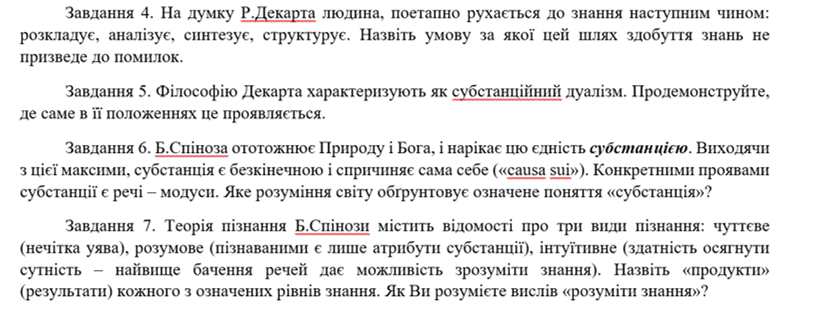 Завдання 4. На думку Р.Декарта людина, поетапно рухається до знання наступним чином:
розкладує, аналізує, синтезує, структурує. Назвіть умову за якої цей шлях здобуття знань не
призведе до помилок.
Завдання 5. Філософію Декарта характеризують як субстанційний дуалізм. Продемонструйте,
де саме в її положеннях це проявляється.
Завдання 6. Б.Спіноза ототожнює Природу і Бога, і нарікає цю єдність субстанцією. Виходячи
з цієї максими, субстанція є безкінечною і спричиняє сама себе («causa sui»). Конкретними проявами
субстанції є речі – модуси. Яке розуміння світу обґрунтовує означене поняття «субстанція»?
Завдання 7. Теорія пізнання Б.Спінози містить відомості про три види пізнання: чуттєве
(нечітка уява), розумове (пізнаваними є лише атрибути субстанції), інтуїтивне (здатність осягнути
сутність – найвище бачення речей дає можливість зрозуміти знання). Назвіть «продукти»
(результати) кожного з означених рівнів знання. Як Ви розумієте вислів «розуміти знання»?